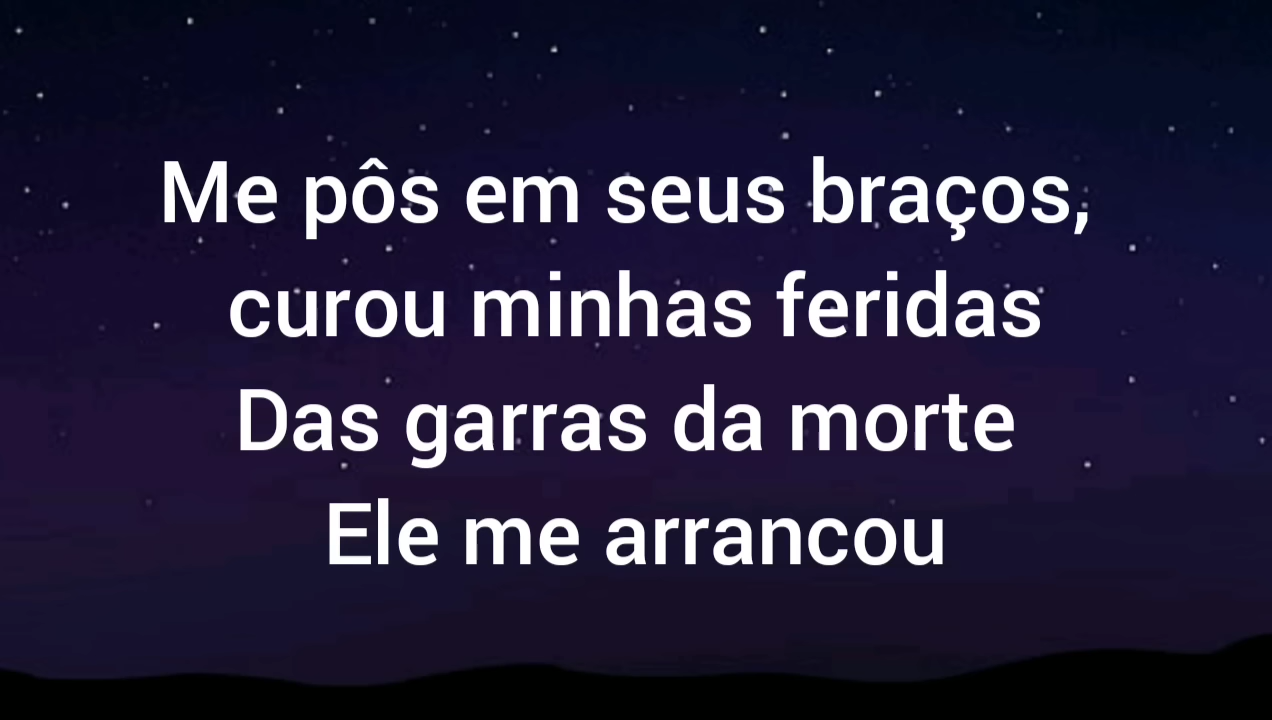 Me pôs em seus braços,
curou minhas feridas
Das garras da morte
Ele me arrancou